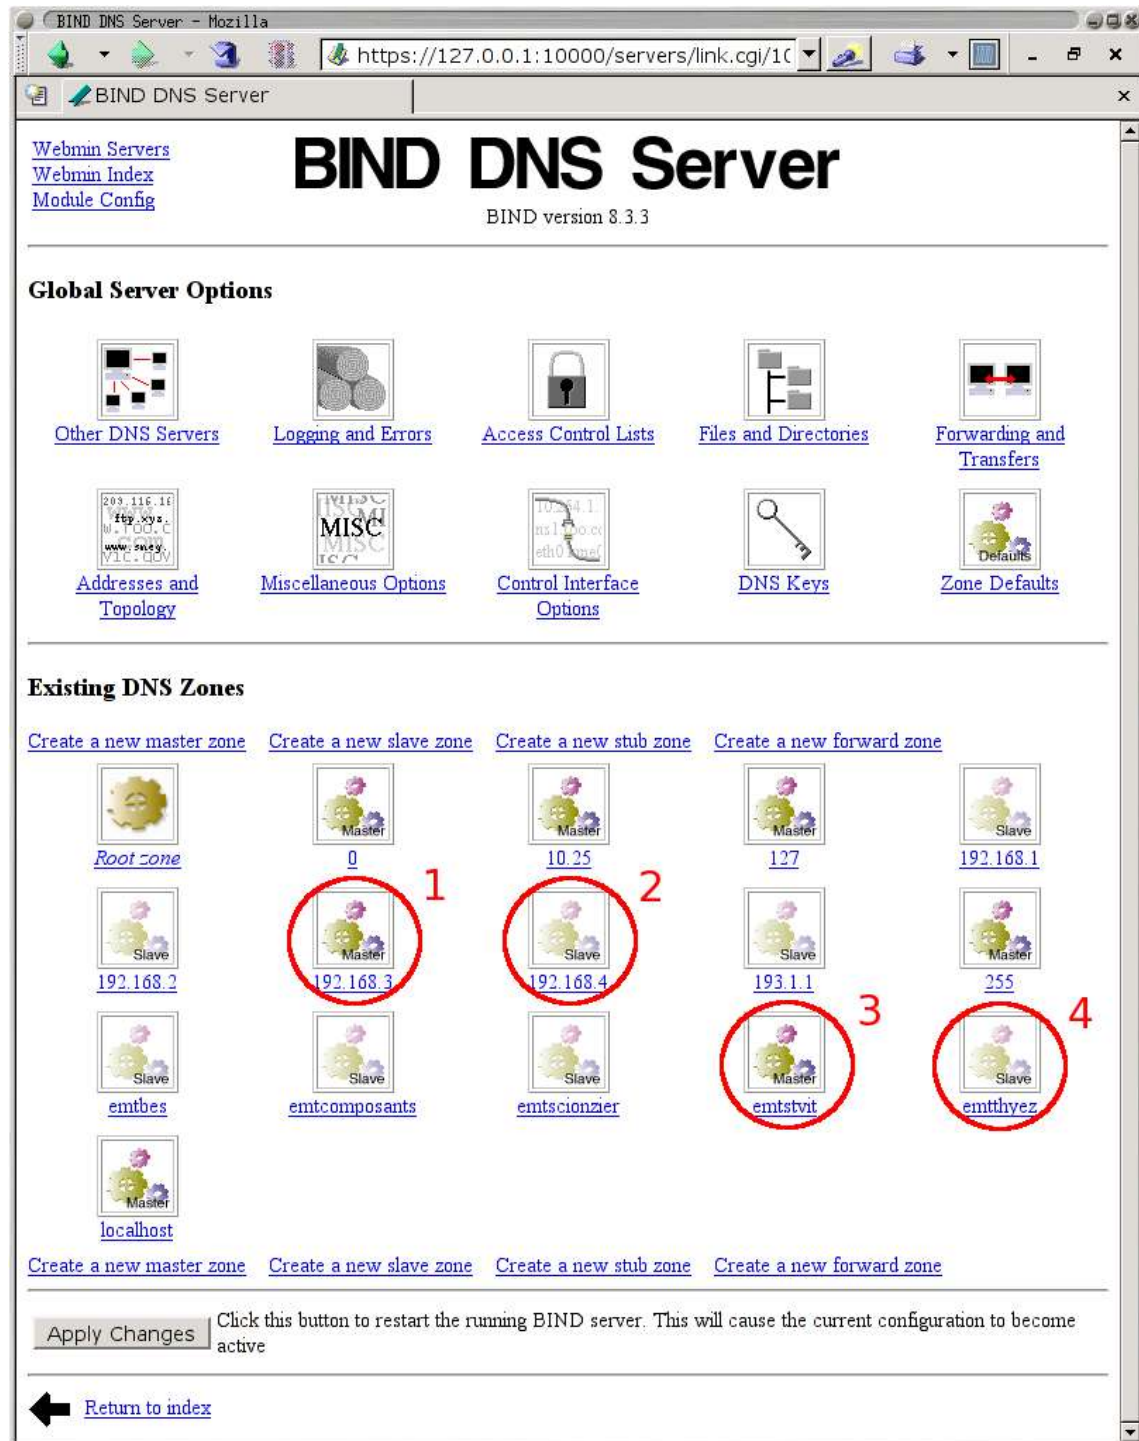 BIND DNS Server - Mozilla
https://127.0.0.1:10000/servers/link.cgi/10
BIND DNS Server
Webmin Servers
Webmin Index
Module Config
BIND DNS Server
BIND version 8.3.3
Global Server Options
Other DNS Servers
Logging and Errors
Access Control Lists
Files and Directories
Forwarding and
Transfers
MISC
Defaults
Addresses and
Topology
Miscellaneous Options
Control Interface
Options
DNS Keys
Zone Defaults
Existing DNS Zones
Create a new master zone Create a new slave zone Create a new stub zone Create a new forward zone
Master Master Master Slave
Root zone 0 10.25 127 192.168.1
1 2
Slave Master Slave Slave Master
192.168.2 192.168.3 192.168.4 193.1.1 255
3 4
Slave Slave Slave Master Slave
emtbes emtcomposants emtscionzier emtstvit emtthyez
Master
localhost
Create a new master zone Create a new slave zone Create a new stub zone Create a new forward zone
Apply Changes Click this button to restart the running BIND server. This will cause the current configuration to become
active
Return to index